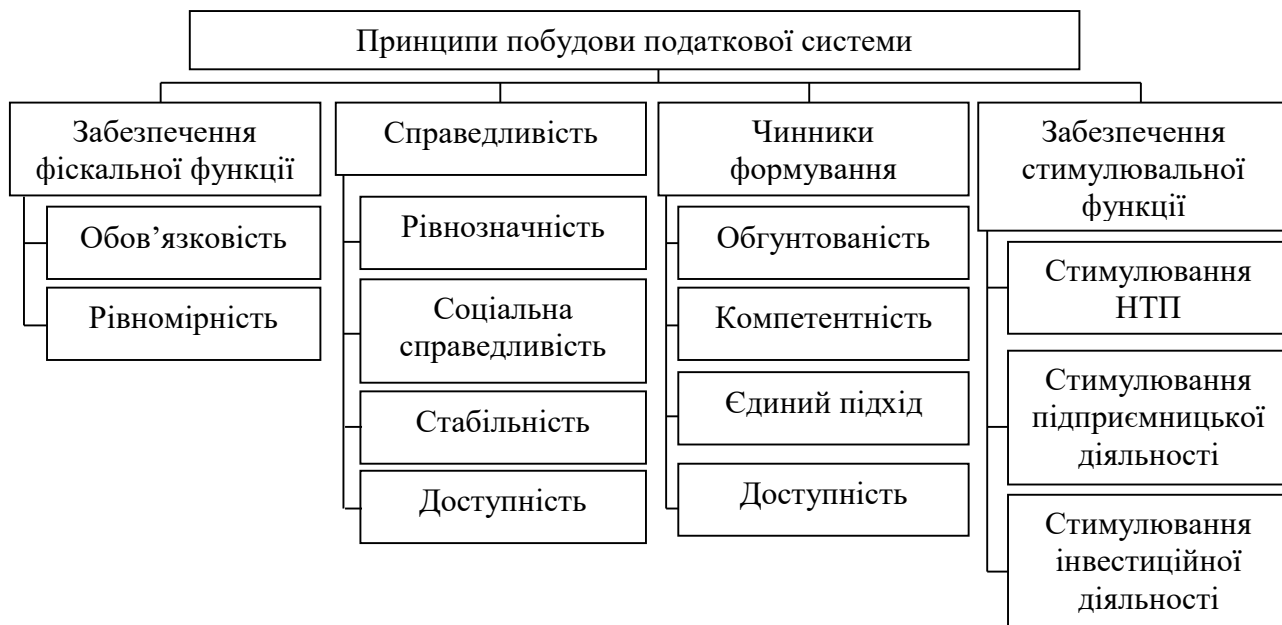 Принципи побудови податкової системи
Забезпечення
фіскальної функції
Обов’язковість
Рівномірність
Справедливість
Рівнозначність
Соціальна
справедливість
Стабільність
Доступність
Чинники
формування
Обгунтованість
Компетентність
Єдиний підхід
Доступність
Забезпечення
стимулювальної
функції
Стимулювання
НТП
Стимулювання
підприємницької
діяльності
Стимулювання
інвестиційної
діяльності